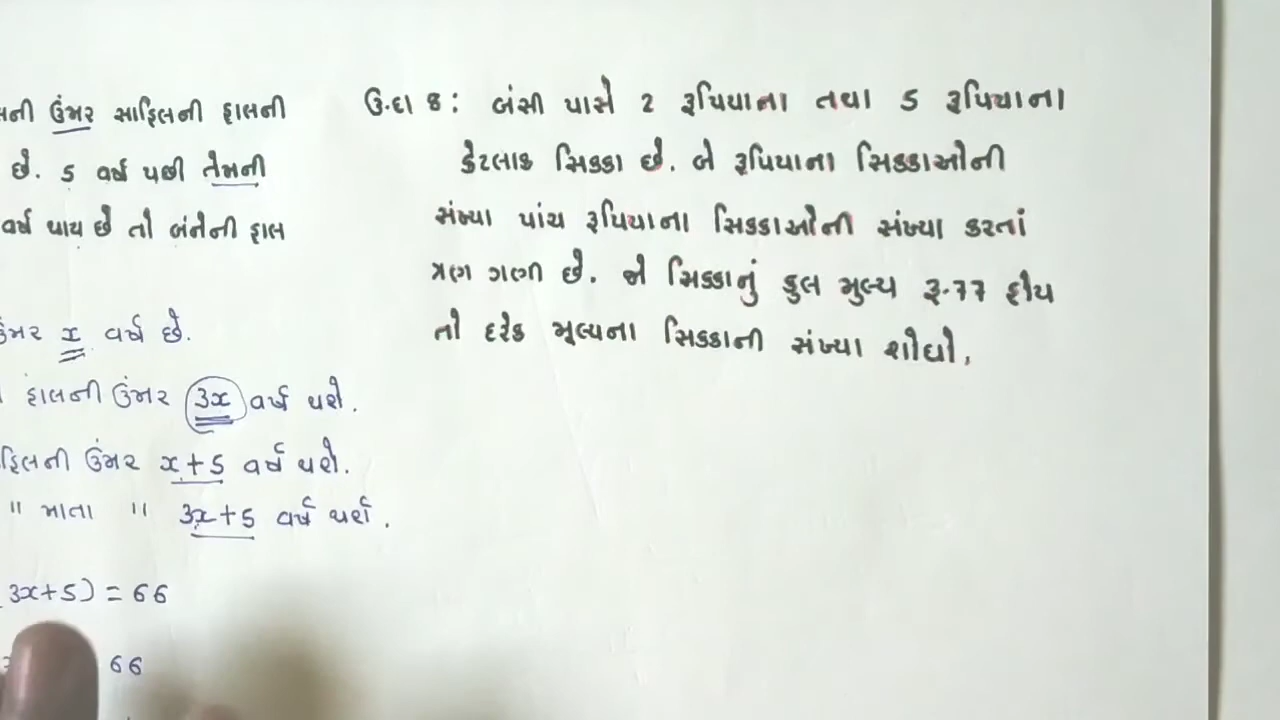 ઉંમર સાહિલની હાલની
છે. 5 વર્ષ પછી તેમની
વર્ષ થાય છે તો બંનેની હાલ
x વર્ષ છે.
હાલની ઉંમર 3x વર્ષ થશે.
ઉંમર x+5 વર્ષ થશે.
" માતા " 3x+5 વર્ષ થશે.
3x+5) = 66
66
ઉ.દા 8: બંસી પાસે 2 રૂપિયાના તથા 5 રૂપિયાના
કેટલાક સિક્કા છે. બે રૂપિયાના સિક્કાઓની
સંખ્યા પાંચ રૂપિયાના સિક્કાઓની સંખ્યા કરતાં
ત્રણ ગણી છે. જો સિક્કાનું કુલ મુલ્ય રૂ.77 હોય
તો દરેક મૂલ્યના સિક્કાની સંખ્યા શોધો.